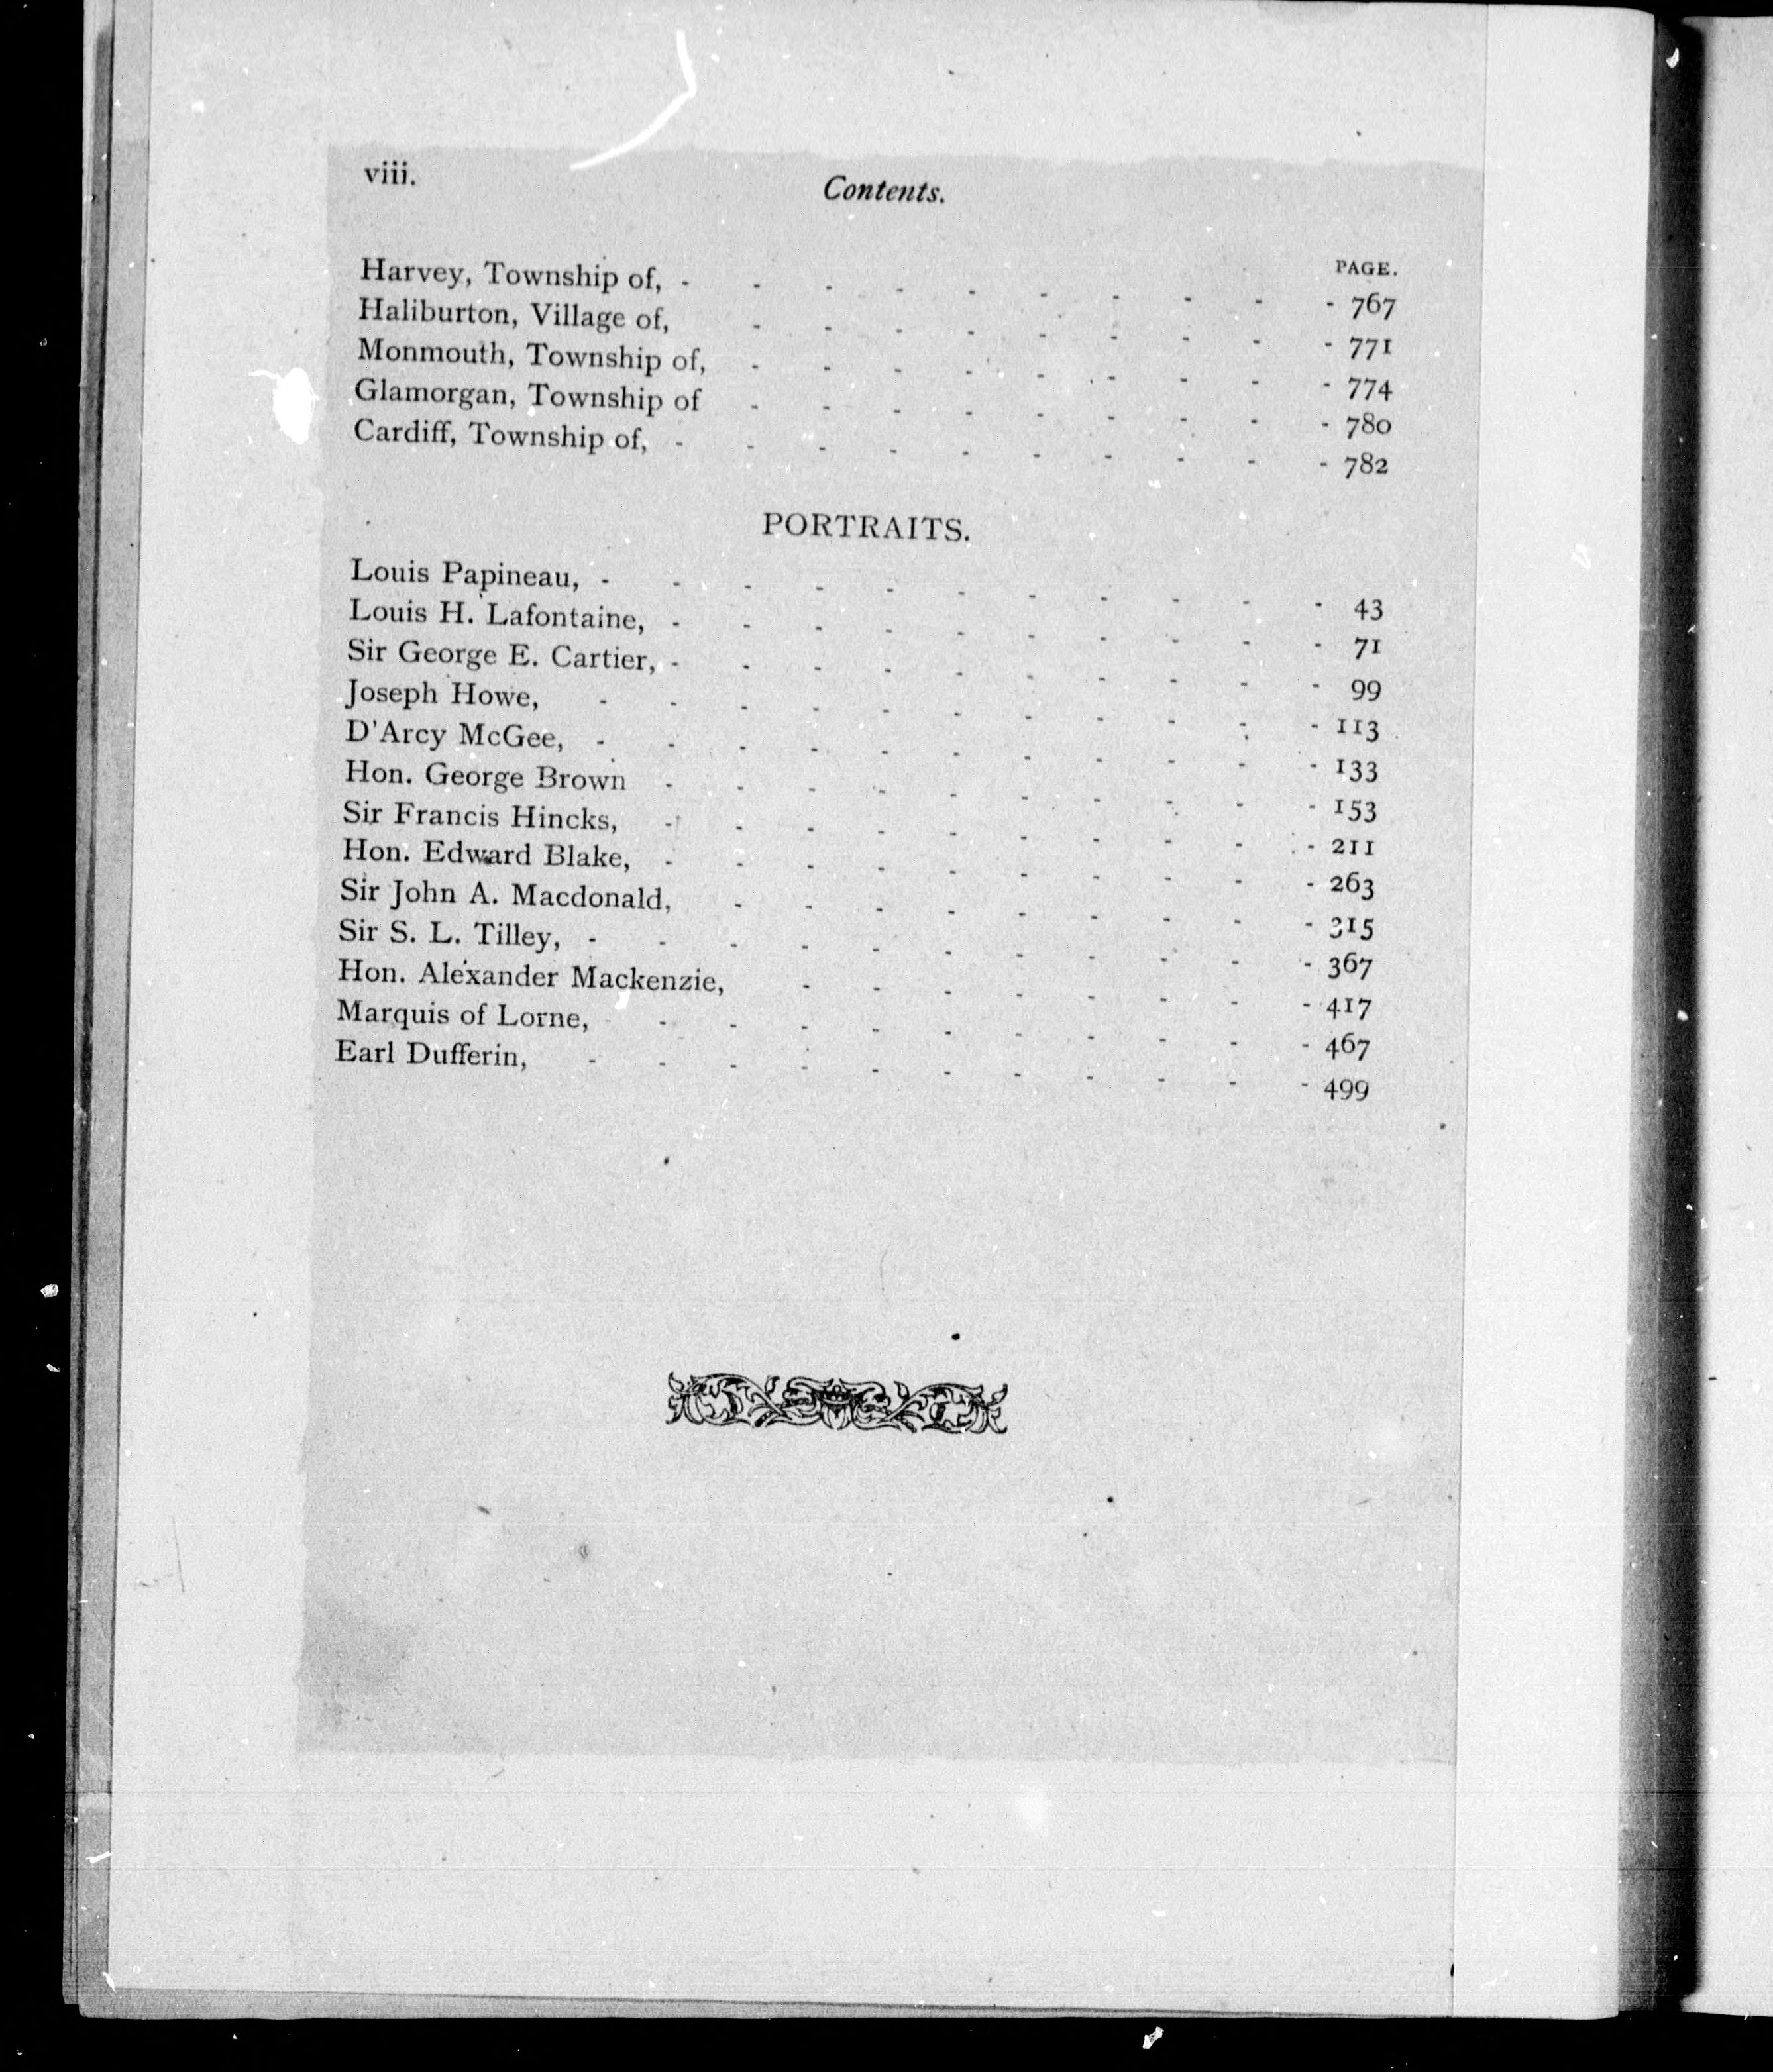 viii.
Contents.
PAGE.
Harvey, Township of, - - - - - - - - - - 767
Haliburton, Village of, - - - - - - - - - 771
Monmouth, Township of, - - - - - - - - - 774
Glamorgan, Township of - - - - - - - - - 780
Cardiff, Township of, - - - - - - - - - - 782
PORTRAITS.
Louis Papineau, - - - - - - - - - - - 43
Louis H. Lafontaine, - - - - - - - - - - 71
Sir George E. Cartier, - - - - - - - - - - 99
Joseph Howe, - - - - - - - - - - - 113
D'Arcy McGee, - - - - - - - - - - - 133
Hon. George Brown - - - - - - - - - - 153
Sir Francis Hincks, - - - - - - - - - - 211
Hon. Edward Blake, - - - - - - - - - - 263
Sir John A. Macdonald, - - - - - - - - - 315
Sir S. L. Tilley, - - - - - - - - - - - 367
Hon. Alexander Mackenzie, - - - - - - - - 417
Marquis of Lorne, - - - - - - - - - - - 467
Earl Dufferin, - - - - - - - - - - - 499